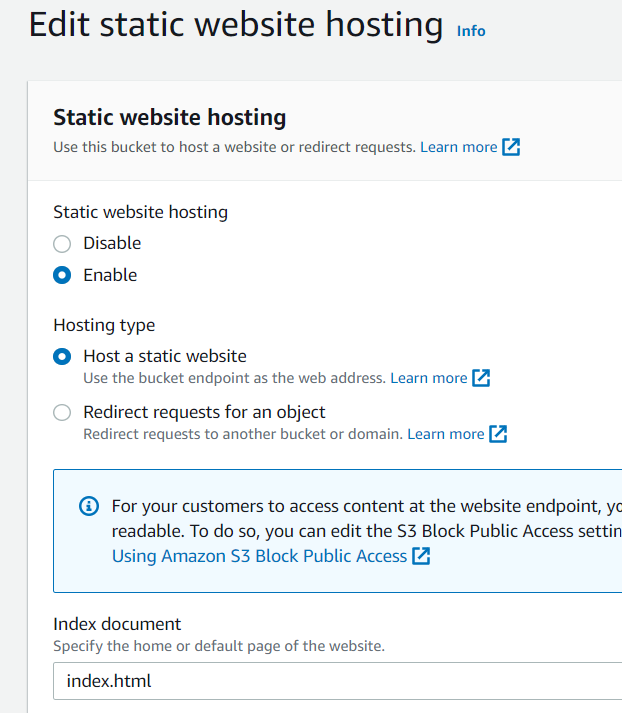 Edit static website hosting Info
Static website hosting
Use this bucket to host a website or redirect requests. Learn more
Static website hosting
Disable
Enable
Hosting type
Host a static website
Use the bucket endpoint as the web address. Learn more
Redirect requests for an object
Redirect requests to another bucket or domain. Learn more
For your customers to access content at the website endpoint,
readable. To do so, you can edit the S3 Block Public Access
Using Amazon S3 Block Public Access
Index document
Specify the home or default page of the website.
index.html